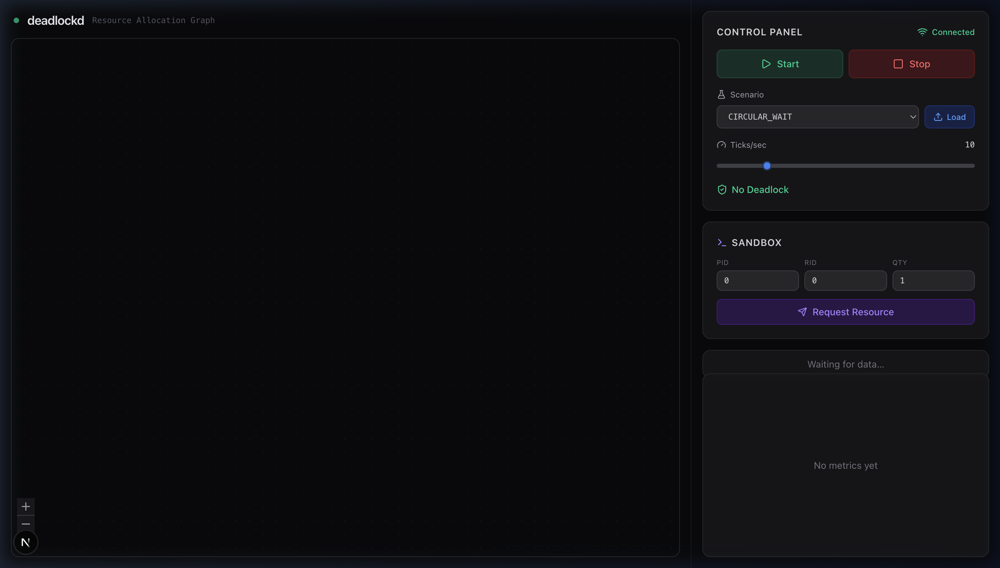 deadlockd Resource Allocation Graph
CONTROL PANEL Connected
Start Stop
Scenario
CIRCULAR_WAIT Load
Ticks/sec 10
No Deadlock
SANDBOX
PID RID QTY
0 0 1
Request Resource
Waiting for data...
No metrics yet
N